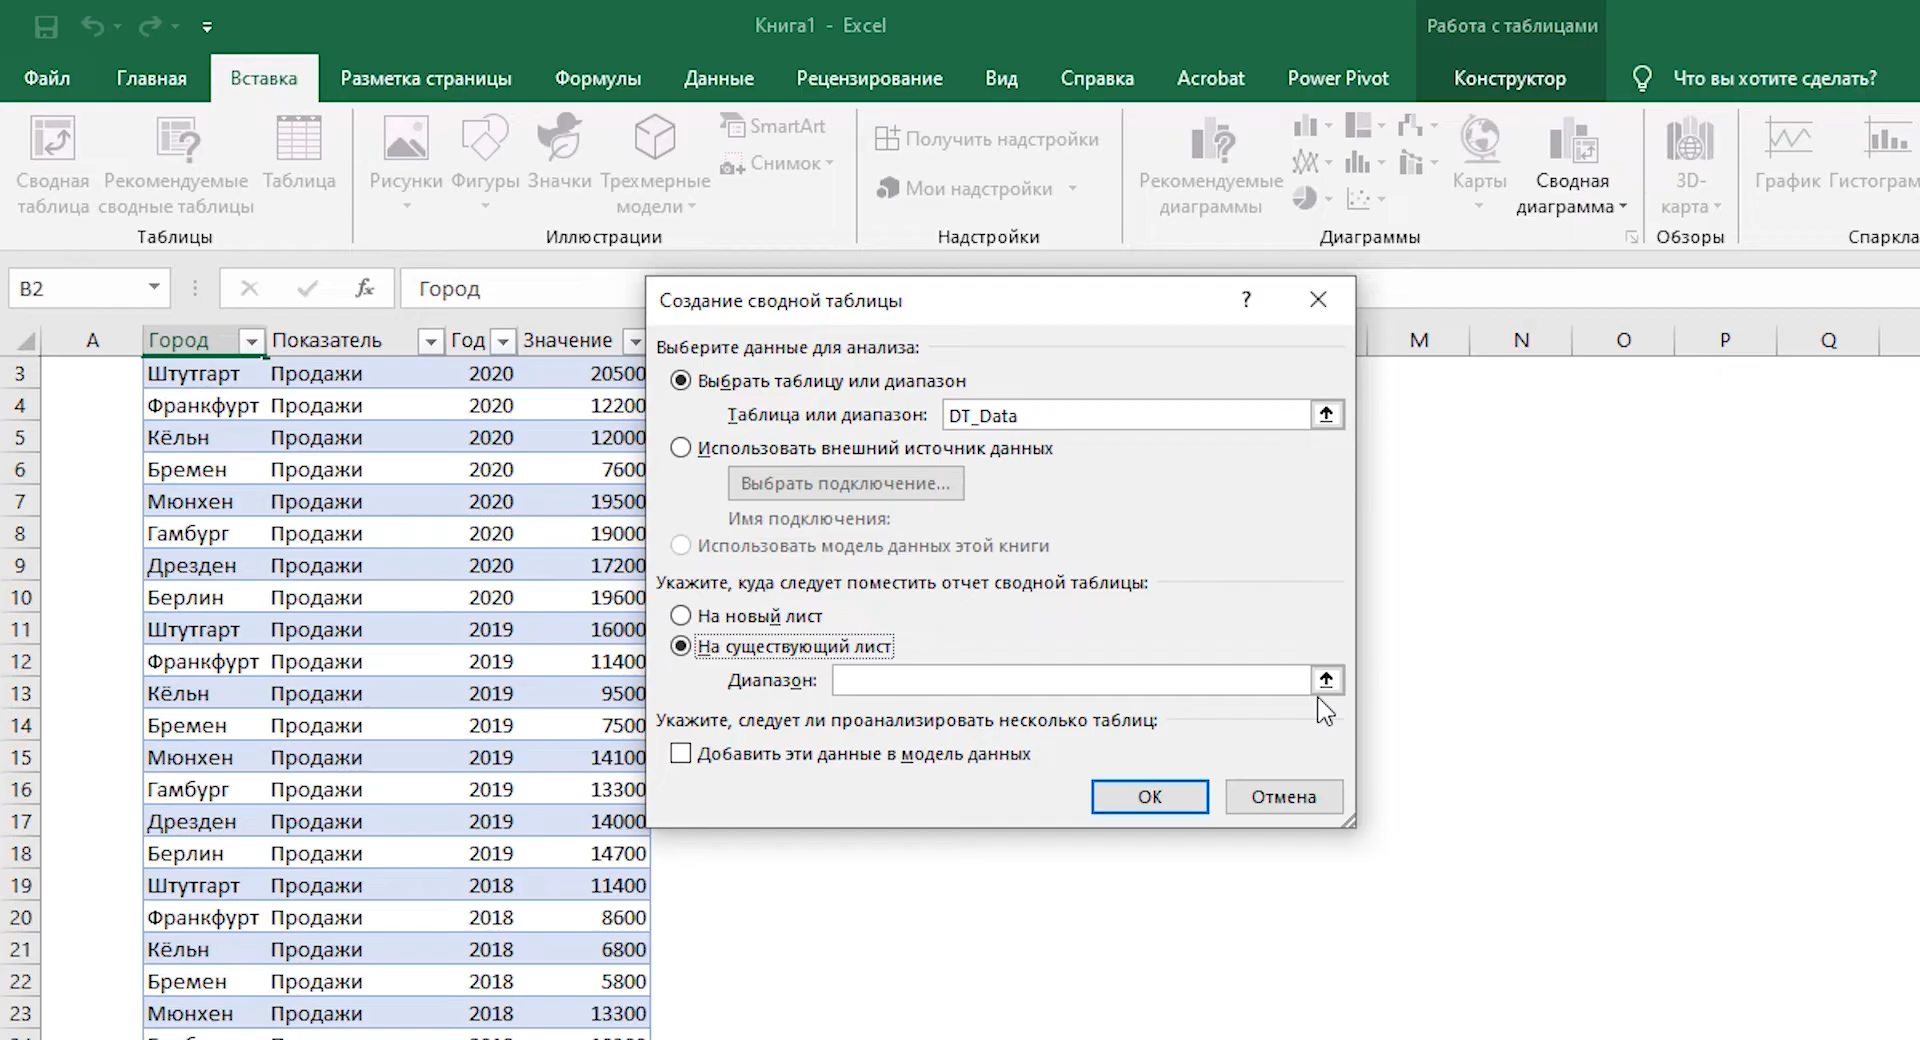 Книга1 - Excel
Работа с таблицами
Файл Главная Вставка Разметка страницы Формулы Данные Рецензирование Вид Справка Acrobat Power Pivot Конструктор Что вы хотите сделать?
Сводная таблица
Рекомендуемые сводные таблицы
Таблица
Таблицы
Рисунки
Фигуры
Значки
Трехмерные модели
SmartArt
Снимок
Иллюстрации
Получить надстройки
Мои надстройки
Надстройки
Рекомендуемые диаграммы
Карты
Сводная диаграмма
Диаграммы
3D-карта
Обзоры
График
Гистограм
Спаркла
B2 fx Город
A M N O P Q
Город Показатель Год Значение
3 Штутгарт Продажи 2020 20500
4 Франкфурт Продажи 2020 12200
5 Кёльн Продажи 2020 12000
6 Бремен Продажи 2020 7600
7 Мюнхен Продажи 2020 19500
8 Гамбург Продажи 2020 19000
9 Дрезден Продажи 2020 17200
10 Берлин Продажи 2020 19600
11 Штутгарт Продажи 2019 16000
12 Франкфурт Продажи 2019 11400
13 Кёльн Продажи 2019 9500
14 Бремен Продажи 2019 7500
15 Мюнхен Продажи 2019 14100
16 Гамбург Продажи 2019 13300
17 Дрезден Продажи 2019 14000
18 Берлин Продажи 2019 14700
19 Штутгарт Продажи 2018 11400
20 Франкфурт Продажи 2018 8600
21 Кёльн Продажи 2018 6800
22 Бремен Продажи 2018 5800
23 Мюнхен Продажи 2018 13300
Создание сводной таблицы ?
Выберите данные для анализа:
Выбрать таблицу или диапазон
Таблица или диапазон: DT_Data
Использовать внешний источник данных
Выбрать подключение...
Имя подключения:
Использовать модель данных этой книги
Укажите, куда следует поместить отчет сводной таблицы:
На новый лист
На существующий лист
Диапазон:
Укажите, следует ли проанализировать несколько таблиц:
Добавить эти данные в модель данных
ОК Отмена